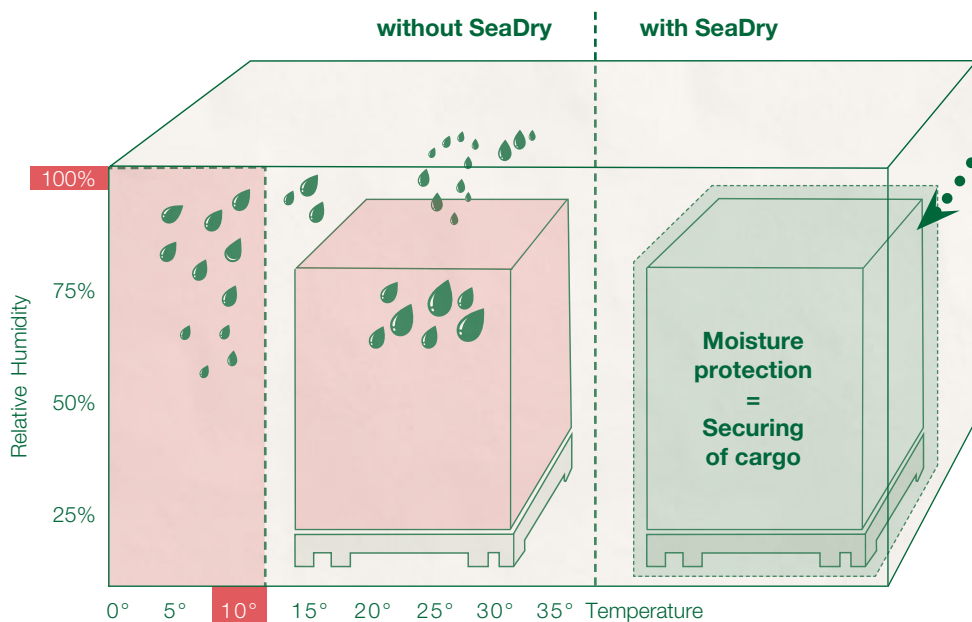 without SeaDry
with SeaDry
100%
75%
50%
25%
Relative Humidity
Moisture
protection
=
Securing
of cargo
0° 5° 10° 15° 20° 25° 30° 35° Temperature